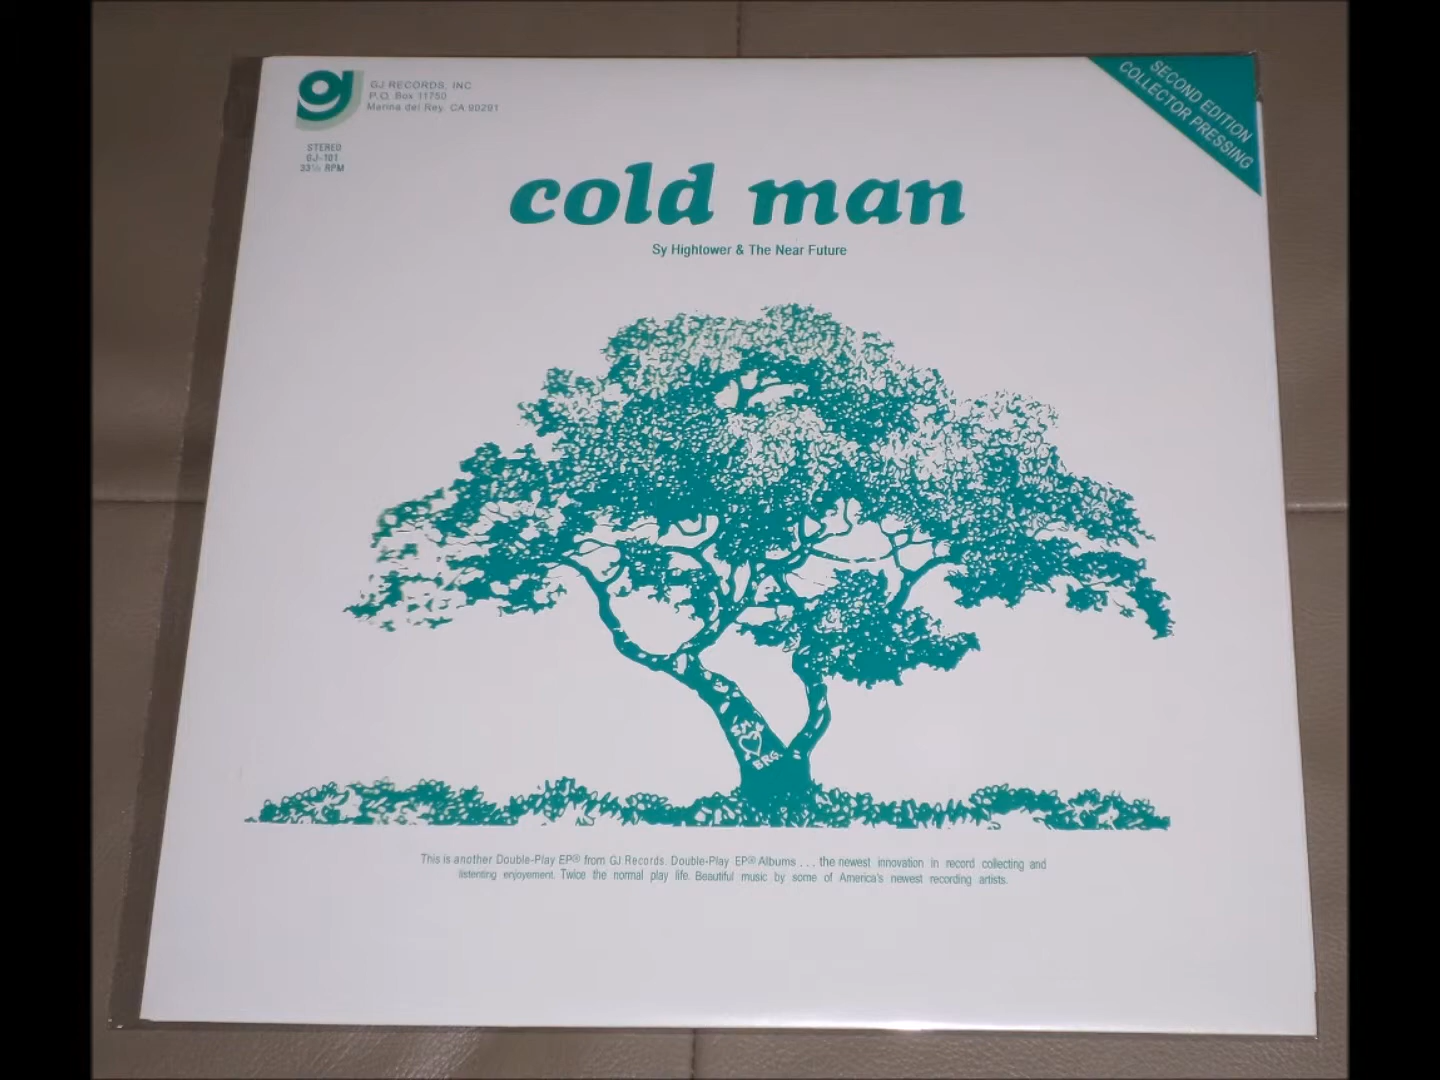 gj
GJ RECORDS, INC
P.O. Box 11750
Marina del Rey, CA 90291
STEREO
GJ-101
33⅓ RPM
SECOND EDITION
COLLECTOR PRESSING
cold man
Sy Hightower & The Near Future
BRG.
This is another Double-Play EP® from GJ Records. Double-Play EP® Albums . . . the newest innovation in record collecting and
listenting enjoyement. Twice the normal play life. Beautiful music by some of America's newest recording artists.